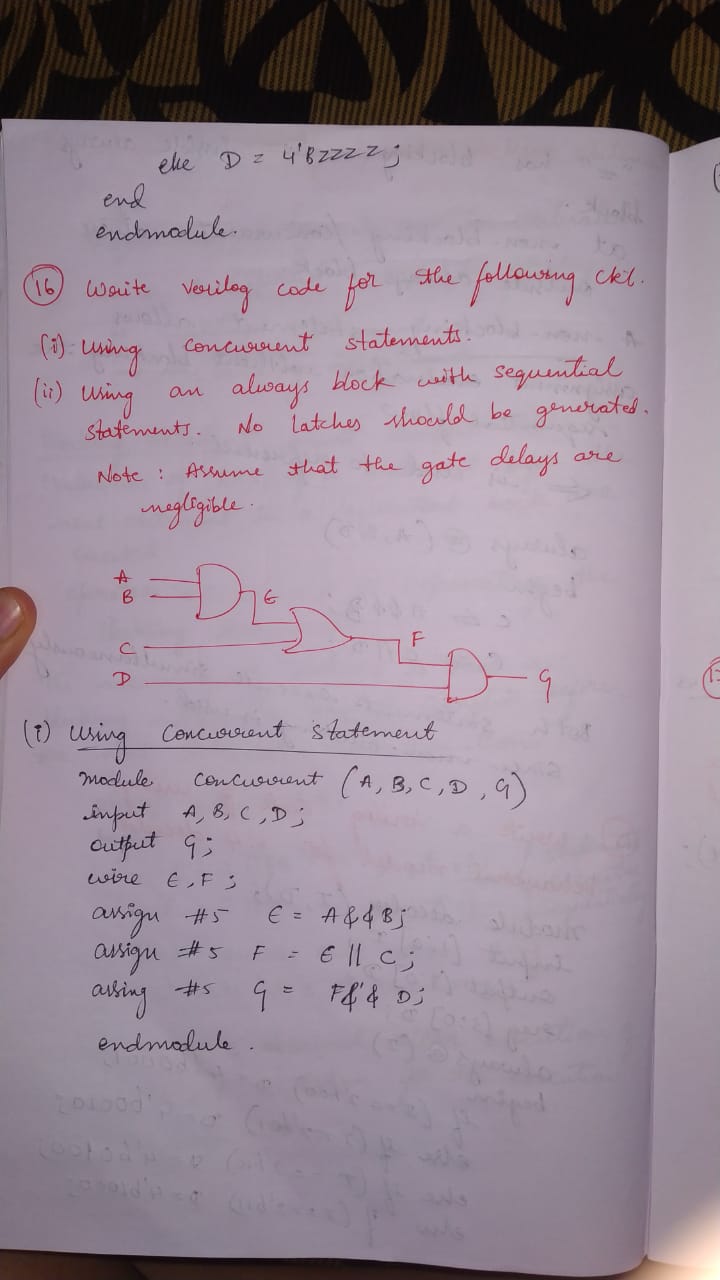 else D = 4'Bzzzz;
end
endmodule.
16 Write Verilog code for the following ckt.
(i) Using concurrent statements.
(ii) Using an always block with sequential
statements. No latches should be generated.
Note : Assume that the gate delays are
negligible.
A
B
E
C
F
D
G
(i) Using Concurrent Statement
module concurrent (A, B, C, D, G)
input A, B, C, D;
output G;
wire E, F;
assign #5 E = A && B;
assign #5 F = E || C;
assing #5 G = F && D;
endmodule.